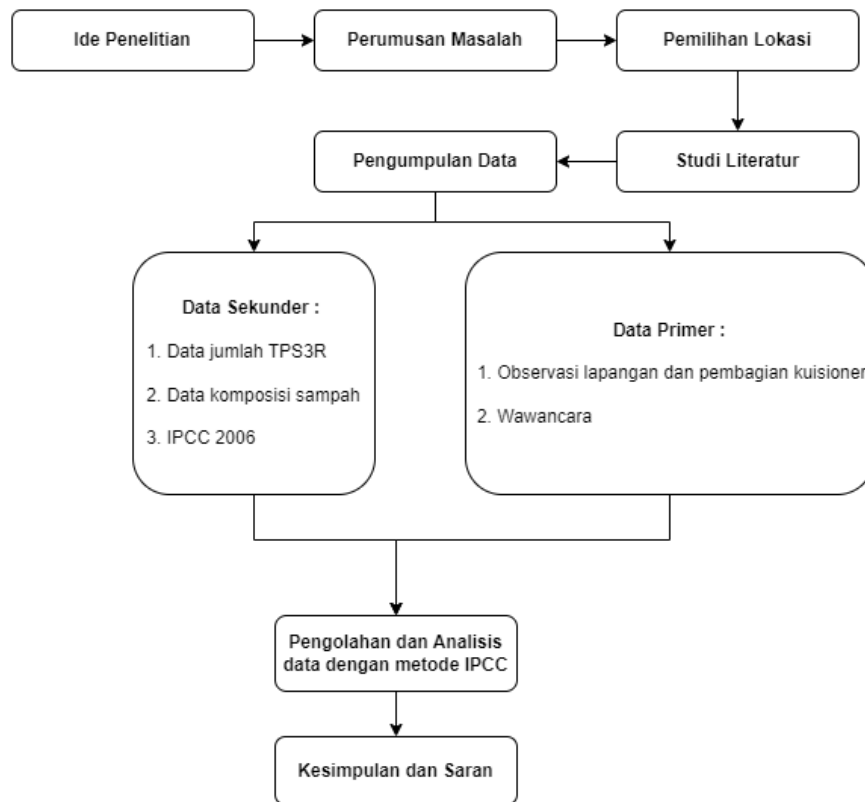 Ide Penelitian
Perumusan Masalah
Pemilihan Lokasi
Studi Literatur
Pengumpulan Data
Data Sekunder :
1. Data jumlah TPS3R
2. Data komposisi sampah
3. IPCC 2006
Data Primer :
1. Observasi lapangan dan pembagian kuisioner
2. Wawancara
Pengolahan dan Analisis
data dengan metode IPCC
Kesimpulan dan Saran